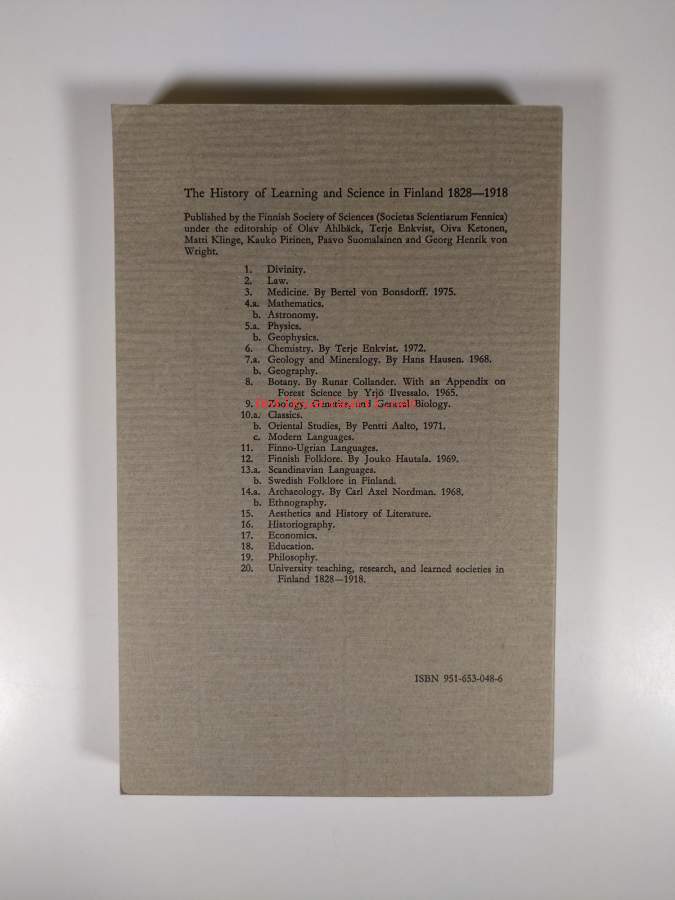 The History of Learning and Science in Finland 1828—1918
Published by the Finnish Society of Sciences (Societas Scientiarum Fennica)
under the editorship of Olav Ahlbäck, Terje Enkvist, Oiva Ketonen,
Matti Klinge, Kauko Pirinen, Paavo Suomalainen and Georg Henrik von
Wright.
1. Divinity.
2. Law.
3. Medicine. By Bertel von Bonsdorff. 1975.
4.a. Mathematics.
b. Astronomy.
5.a. Physics.
b. Geophysics.
6. Chemistry. By Terje Enkvist. 1972.
7.a. Geology and Mineralogy. By Hans Hausen. 1968.
b. Geography.
8. Botany. By Runar Collander. With an Appendix on
Forest Science by Yrjö Ilvessalo. 1965.
9. Zoology, Genetics, and General Biology.
10.a. Classics.
b. Oriental Studies, By Pentti Aalto, 1971.
c. Modern Languages.
11. Finno-Ugrian Languages.
12. Finnish Folklore. By Jouko Hautala. 1969.
13.a. Scandinavian Languages.
b. Swedish Folklore in Finland.
14.a. Archaeology. By Carl Axel Nordman. 1968.
b. Ethnography.
15. Aesthetics and History of Literature.
16. Historiography.
17. Economics.
18. Education.
19. Philosophy.
20. University teaching, research, and learned societies in
Finland 1828—1918.
ISBN 951-653-048-6